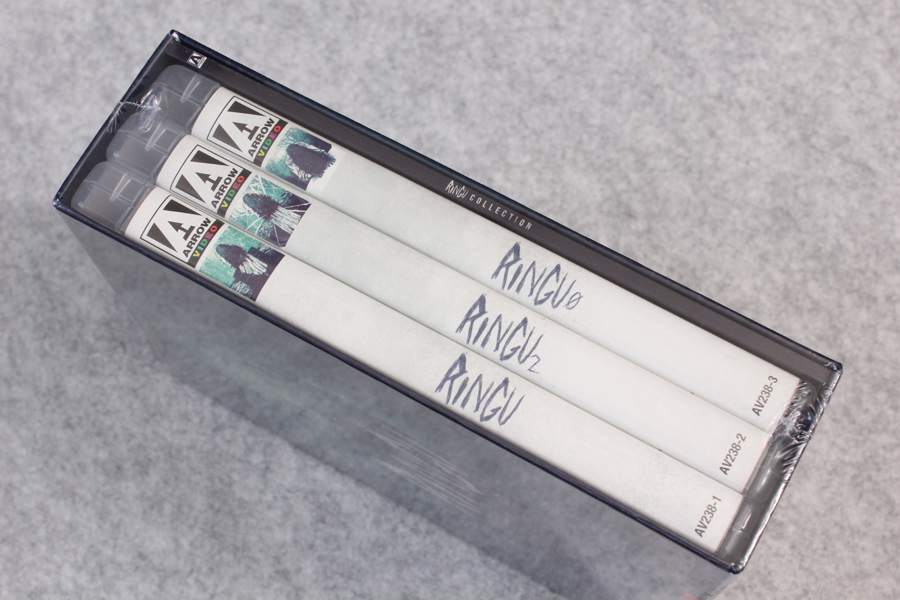 RINGU COLLECTION
ARROW
VIDEO
RINGU0
AV238-3
ARROW
VIDEO
RINGU2
AV238-2
ARROW
VIDEO
RINGU
AV238-1